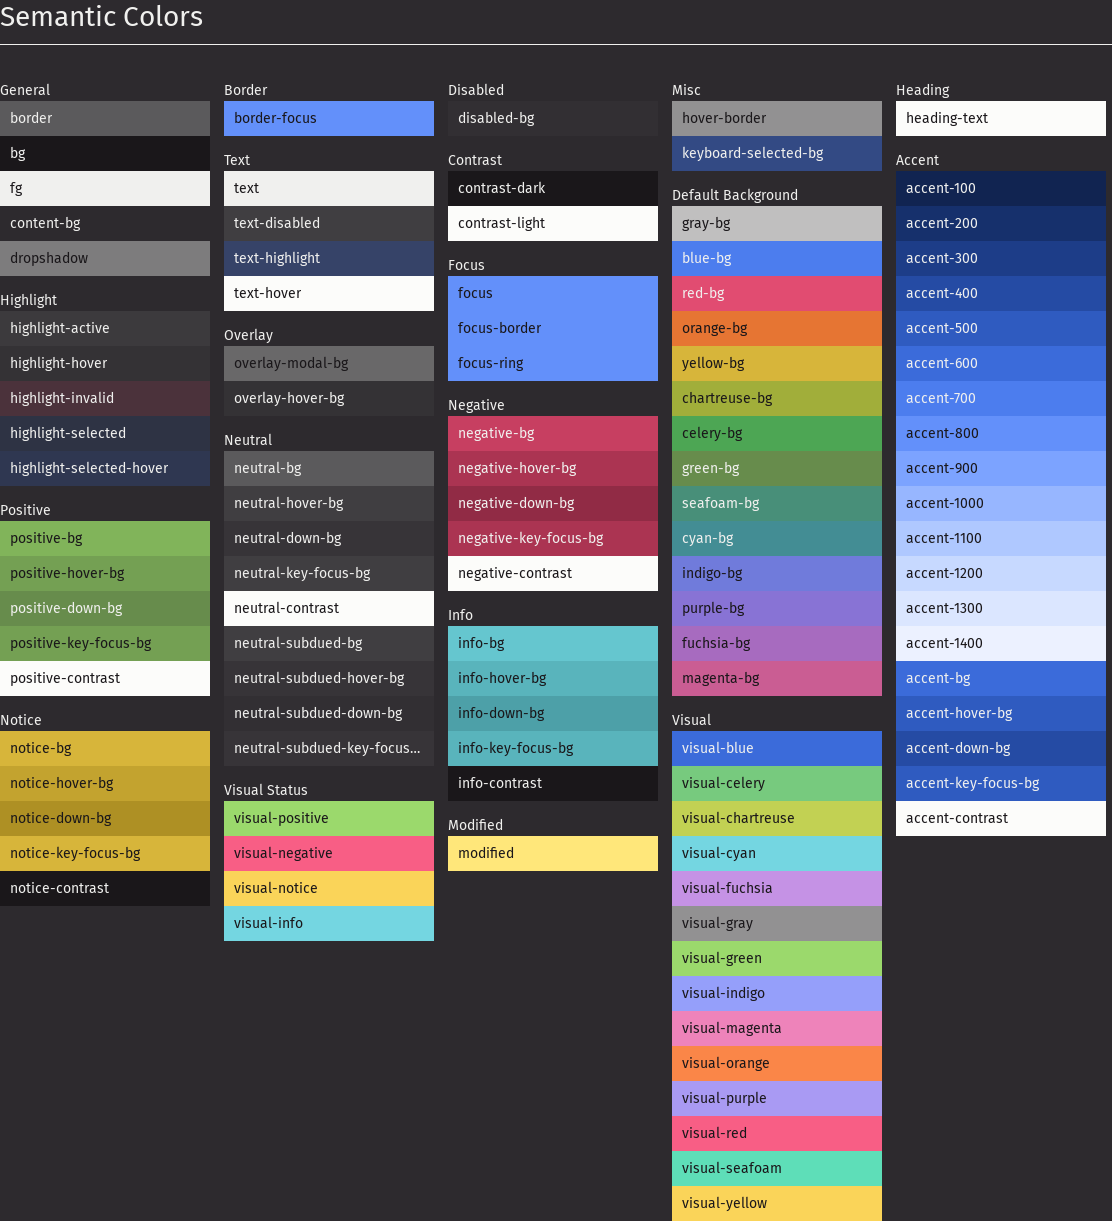 Semantic Colors
General
border
bg
fg
content-bg
dropshadow
Highlight
highlight-active
highlight-hover
highlight-invalid
highlight-selected
highlight-selected-hover
Positive
positive-bg
positive-hover-bg
positive-down-bg
positive-key-focus-bg
positive-contrast
Notice
notice-bg
notice-hover-bg
notice-down-bg
notice-key-focus-bg
notice-contrast
Border
border-focus
Text
text
text-disabled
text-highlight
text-hover
Overlay
overlay-modal-bg
overlay-hover-bg
Neutral
neutral-bg
neutral-hover-bg
neutral-down-bg
neutral-key-focus-bg
neutral-contrast
neutral-subdued-bg
neutral-subdued-hover-bg
neutral-subdued-down-bg
neutral-subdued-key-focus...
Visual Status
visual-positive
visual-negative
visual-notice
visual-info
Disabled
disabled-bg
Contrast
contrast-dark
contrast-light
Focus
focus
focus-border
focus-ring
Negative
negative-bg
negative-hover-bg
negative-down-bg
negative-key-focus-bg
negative-contrast
Info
info-bg
info-hover-bg
info-down-bg
info-key-focus-bg
info-contrast
Modified
modified
Misc
hover-border
keyboard-selected-bg
Default Background
gray-bg
blue-bg
red-bg
orange-bg
yellow-bg
chartreuse-bg
celery-bg
green-bg
seafoam-bg
cyan-bg
indigo-bg
purple-bg
fuchsia-bg
magenta-bg
Visual
visual-blue
visual-celery
visual-chartreuse
visual-cyan
visual-fuchsia
visual-gray
visual-green
visual-indigo
visual-magenta
visual-orange
visual-purple
visual-red
visual-seafoam
visual-yellow
Heading
heading-text
Accent
accent-100
accent-200
accent-300
accent-400
accent-500
accent-600
accent-700
accent-800
accent-900
accent-1000
accent-1100
accent-1200
accent-1300
accent-1400
accent-bg
accent-hover-bg
accent-down-bg
accent-key-focus-bg
accent-contrast